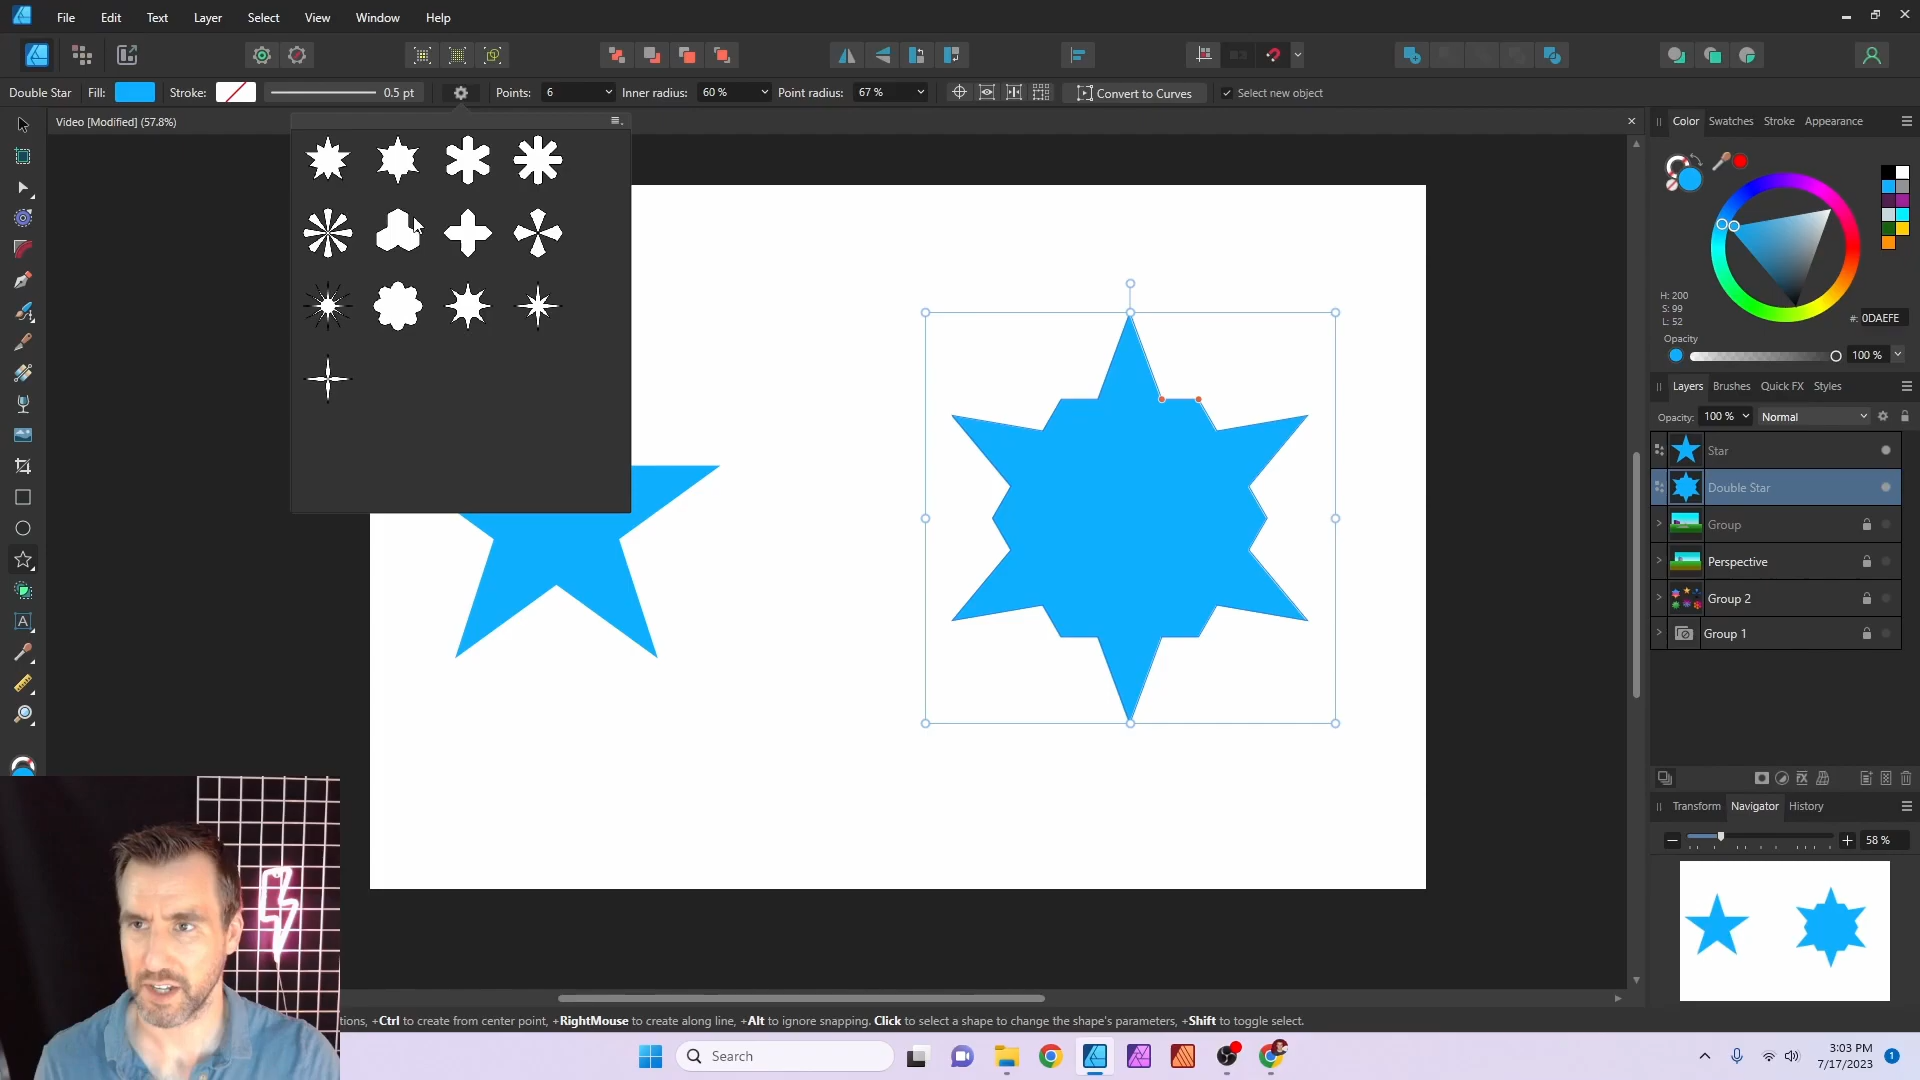 File Edit Text Layer Select View Window Help
Double Star Fill: Stroke: 0.5 pt Points: 6 Inner radius: 60 % Point radius: 67 % Convert to Curves Select new object
Video [Modified] (57.8%)
Color Swatches Stroke Appearance
H: 200
S: 99
L: 52
#: 0DAEFE
Opacity
100 %
Layers Brushes Quick FX Styles
Opacity: 100 % Normal
Star
Double Star
Group
Perspective
Group 2
Group 1
Transform Navigator History
58 %
tions, +Ctrl to create from center point, +RightMouse to create along line, +Alt to ignore snapping. Click to select a shape to change the shape's parameters, +Shift to toggle select.
Search
3:03 PM
7/17/2023
1